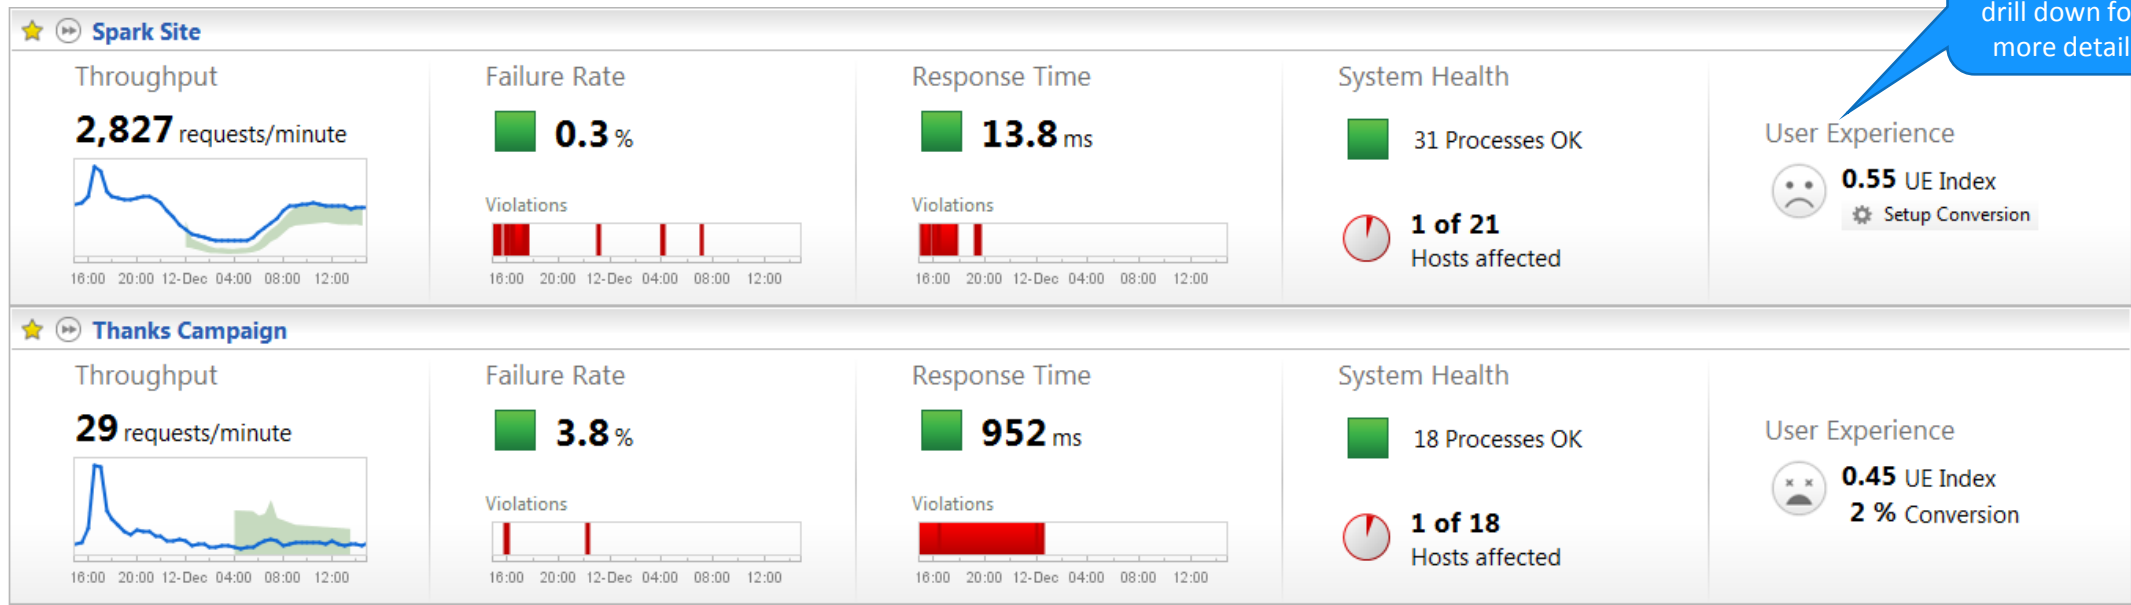 drill down fo
more detail
Spark Site
Throughput
2,827 requests/minute
16:00 20:00 12-Dec 04:00 08:00 12:00
Failure Rate
0.3 %
Violations
16:00 20:00 12-Dec 04:00 08:00 12:00
Response Time
13.8 ms
Violations
16:00 20:00 12-Dec 04:00 08:00 12:00
System Health
31 Processes OK
1 of 21
Hosts affected
User Experience
0.55 UE Index
Setup Conversion
Thanks Campaign
Throughput
29 requests/minute
16:00 20:00 12-Dec 04:00 08:00 12:00
Failure Rate
3.8 %
Violations
16:00 20:00 12-Dec 04:00 08:00 12:00
Response Time
952 ms
Violations
16:00 20:00 12-Dec 04:00 08:00 12:00
System Health
18 Processes OK
1 of 18
Hosts affected
User Experience
0.45 UE Index
2 % Conversion